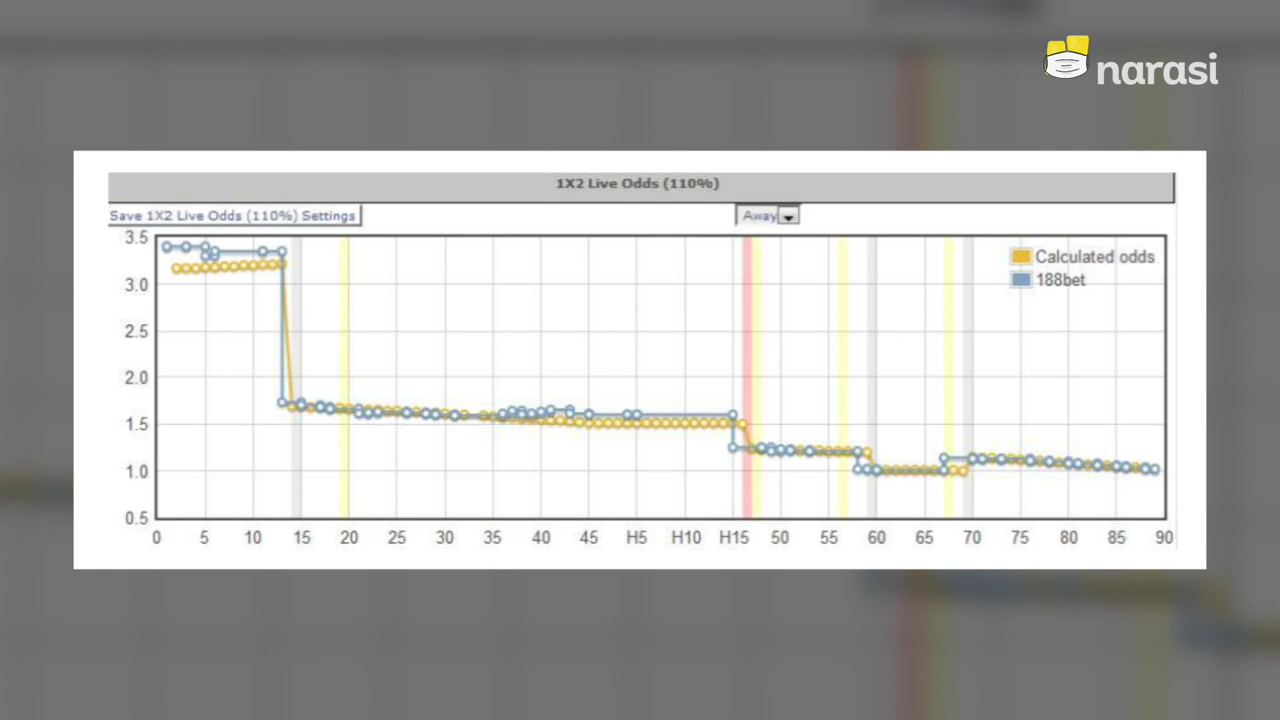 narasi
1X2 Live Odds (110%)
Save 1X2 Live Odds (110%) Settings
Away
3.5
3.0
2.5
2.0
1.5
1.0
0.5
Calculated odds
188bet
0 5 10 15 20 25 30 35 40 45 H5 H10 H15 50 55 60 65 70 75 80 85 90